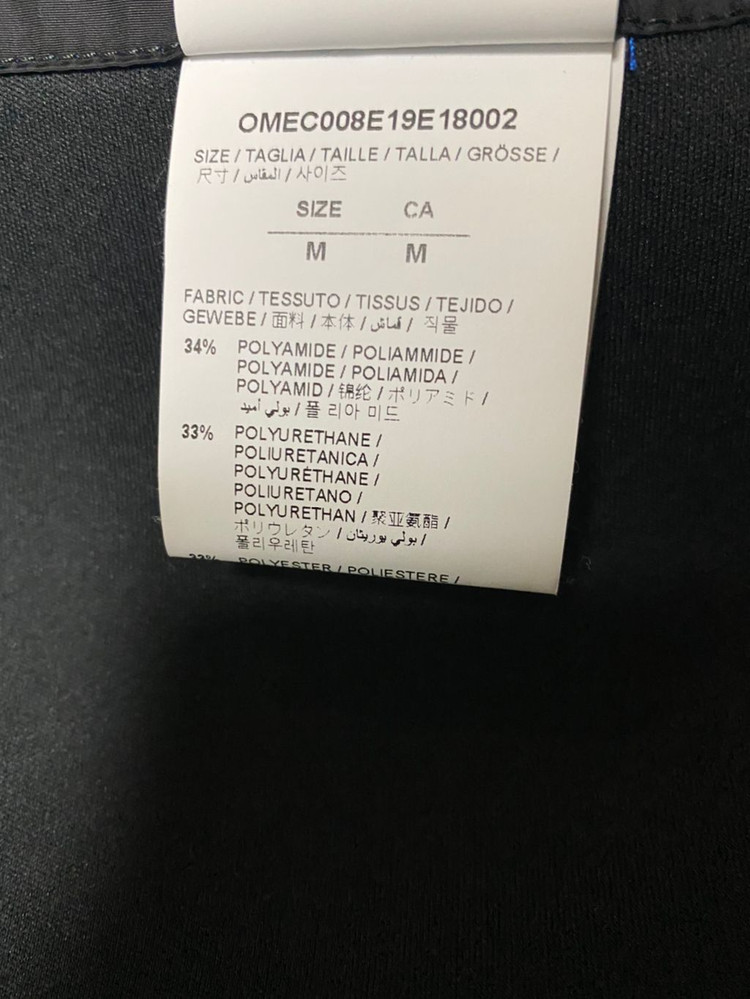 OMEC008E19E18002
SIZE / TAGLIA / TAILLE / TALLA / GRÖSSE /
尺寸 / المقاس / 사이즈
SIZE CA
M M
FABRIC / TESSUTO / TISSUS / TEJIDO /
GEWEBE / 面料 / 本体 / قماش / 직물
34% POLYAMIDE / POLIAMMIDE /
POLYAMIDE / POLIAMIDA /
POLYAMID / 锦纶 / ポリアミド /
بولي أميد / 폴리아미드
33% POLYURETHANE /
POLIURETANICA /
POLYURÉTHANE /
POLIURETANO /
POLYURETHAN / 聚亚氨酯 /
ポリウレタン / بولي يوريثان /
폴리우레탄
33% POLYESTER / POLIESTERE /